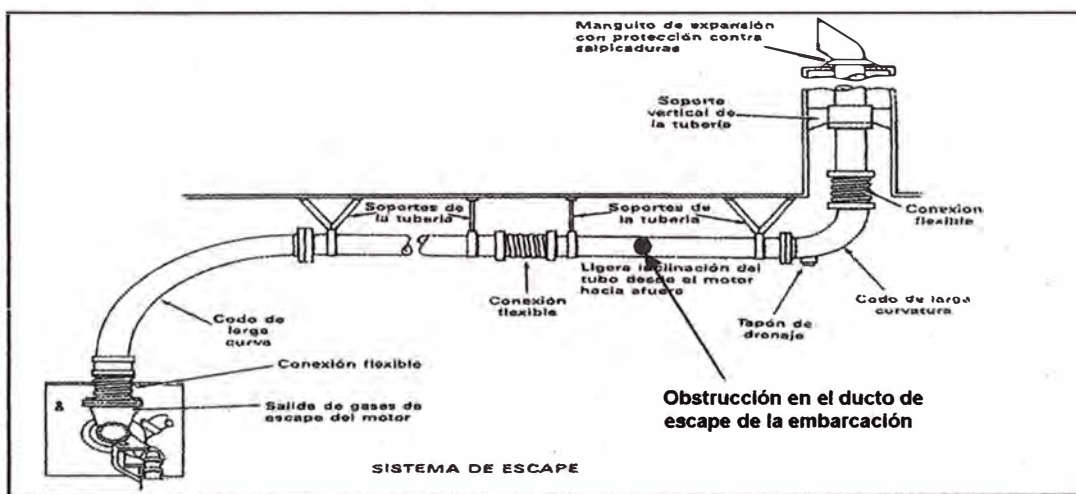 Manguito de expansión
con protección contra
salpicaduras
Soporte
vertical de
la tubería
Soportes de
la tubería
Soportes de
la tubería
Conexión
flexible
Ligera inclinación del
tubo desde el motor
hacia afuera
Conexión
flexible
Codo de larga
curvatura
Tapón de
drenaje
Codo de
larga
curva
Conexión flexible
Salida de gases de
escape del motor
Obstrucción en el ducto de
escape de la embarcación
SISTEMA DE ESCAPE